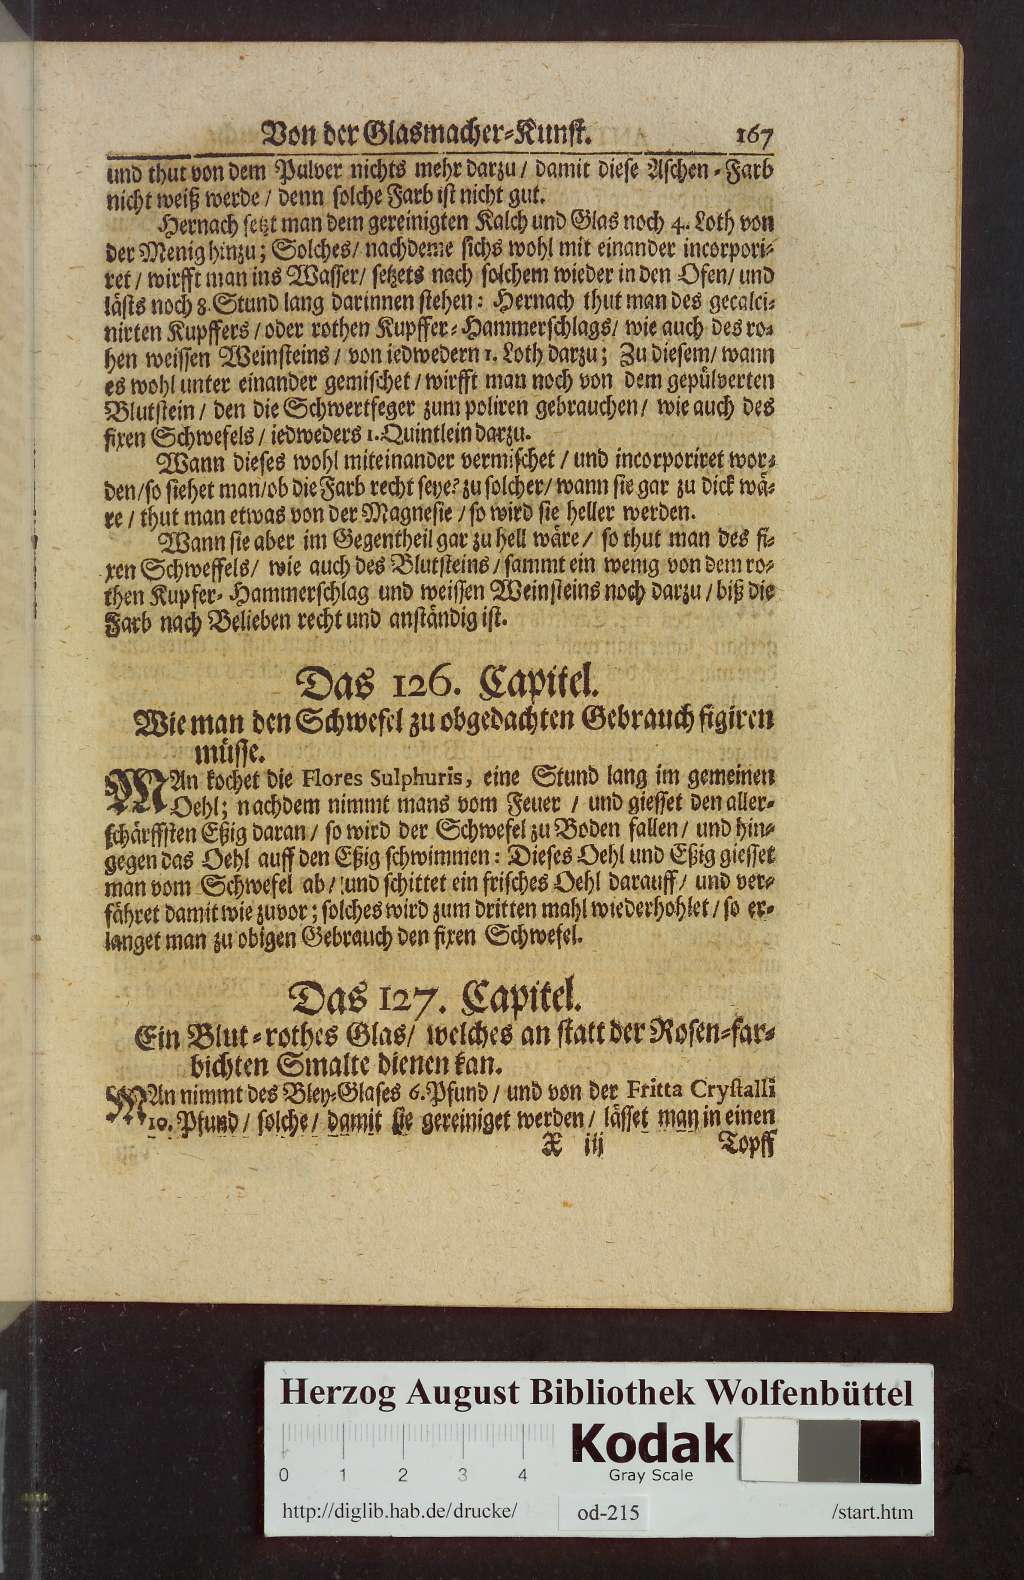 Von der Glasmacher-Kunst. 167
und thut von dem Pulver nichts mehr darzu / damit diese Aschen-Farb
nicht weiß werde / denn solche Farb ist nicht gut.
Hernach setzt man dem gereinigten Kalch und Glas noch 4. Loth von
der Menig hinzu; Solches / nachdeme sichs wohl mit einander incorpori-
ret / wirfft man ins Wasser / setzets nach solchem wieder in den Ofen / und
lästs noch 8. Stund lang darinnen stehen: Hernach thut man des gecalci-
nirten Kupffers / oder rothen Kupffer-Hammerschlags / wie auch des ro-
hen weissen Weinsteins / von iedwedern 1. Loth darzu; Zu diesem / wann
es wohl unter einander gemischet / wirfft man noch von dem gepülverten
Blutstein / den die Schwertfeger zum poliren gebrauchen / wie auch des
fixen Schwefels / iedweders 1. Quintlein darzu.
Wann dieses wohl miteinander vermischet / und incorporiret wor-
den / so siehet man / ob die Farb recht seye? zu solcher / wann sie gar zu dick wä-
re / thut man etwas von der Magnesie / so wird sie heller werden.
Wann sie aber im Gegentheil gar zu hell wäre / so thut man des fi-
xen Schweffels / wie auch des Blutsteins / sammt ein wenig von dem ro-
then Kupfer-Hammerschlag und weissen Weinsteins noch darzu / biß die
Farb nach Belieben recht und anständig ist.
Das 126. Capitel.
Wie man den Schwefel zu obgedachten Gebrauch figiren
müsse.
MAn kochet die Flores Sulphuris, eine Stund lang im gemeinen
Oehl; nachdem nimmt mans vom Feuer / und giesset den aller-
schärffsten Eßig daran / so wird der Schwefel zu Boden fallen / und hin-
gegen das Oehl auff den Eßig schwimmen: Dieses Oehl und Eßig giesset
man vom Schwefel ab / und schittet ein frisches Oehl darauff / und ver-
fähret damit wie zuvor; solches wird zum dritten mahl wiederhohlet / so er-
langet man zu obigen Gebrauch den fixen Schwefel.
Das 127. Capitel.
Ein Blut-rothes Glas / welches an statt der Rosen-far-
bichten Smalte dienen kan.
MAn nimmt des Bley-Glases 6. Pfund / und von der Fritta Crystalli
10. Pfund / solche / damit sie gereiniget werden / lässet man in einen
X iij Topff
Herzog August Bibliothek Wolfenbüttel
Kodak
Gray Scale
0 1 2 3 4
http://diglib.hab.de/drucke/ od-215 /start.htm